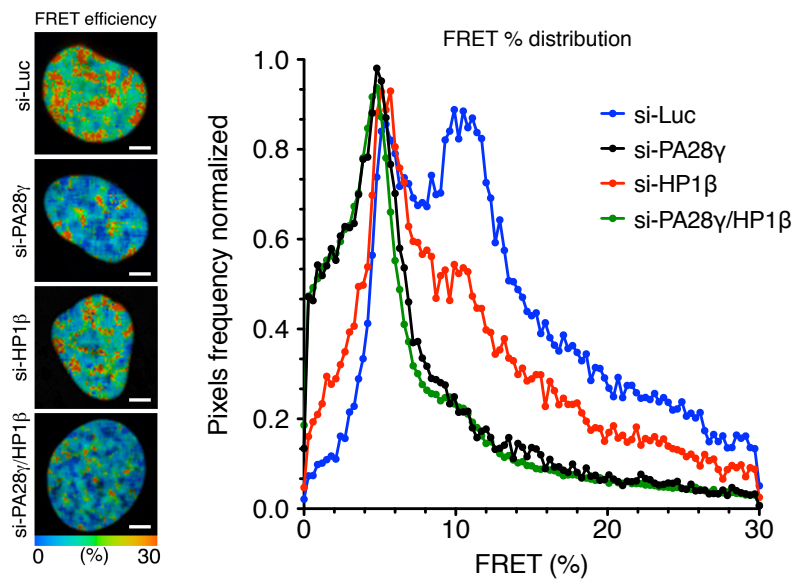 FRET efficiency
si-Luc
si-PA28γ
si-HP1β
si-PA28γ/HP1β
0 (%) 30
FRET % distribution
Pixels frequency normalized
1.0
0.8
0.6
0.4
0.2
0.0
0 10 20 30
FRET (%)
si-Luc
si-PA28γ
si-HP1β
si-PA28γ/HP1β